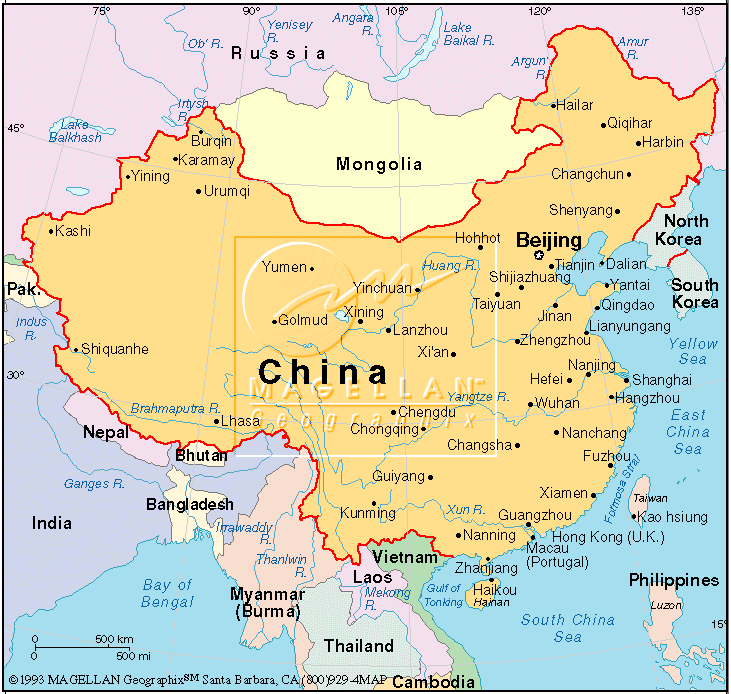 75°
90°
105°
120°
135°
Ob' R.
Yenisey
R.
Angara
R.
Lake
Baikal R.
Russia
Amur
R.
Argun'
R.
Irtysh
R.
Hailar
45°
Lake
Balkhash
Burqin
Qiqihar
Harbin
Karamay
Mongolia
Yining
Changchun
Urumqi
Shenyang
Kashi
North
Korea
Hohhot
Beijing
Yumen
Huang R.
Tianjin
Dalian
Shijiazhuang
Pak.
Yinchuan
Yantai
South
Korea
Taiyuan
Indus
R.
Golmud
Xining
Jinan
Qingdao
Lanzhou
Lianyungang
Zhengzhou
Yellow
Sea
Shiquanhe
Xi'an
China
Nanjing
30°
Hefei
Shanghai
MAGELLAN
Geographix
SM
Yangtze R.
Hangzhou
Brahmaputra R.
Wuhan
Lhasa
Chengdu
East
China
Sea
Nepal
Chongqing
Nanchang
Changsha
Bhutan
Fuzhou
Ganges R.
Guiyang
Formosa Strait
Bangladesh
Xiamen
Taiwan
Kunming
Xun R.
India
Guangzhou
Kao hsiung
Irrawaddy
R.
Nanning
Hong Kong (U.K.)
Macau
(Portugal)
Vietnam
Thanlwin
R.
Zhanjiang
Laos
Philippines
Bay of
Bengal
Myanmar
(Burma)
Mekong
R.
Gulf of
Tonking
Haikou
Hainan
Luzon
South China
Sea
15°
0
500 km
500 mi
Thailand
©1993 MAGELLAN Geographix℠ Santa Barbara, CA (800)929-4MAP
Cambodia